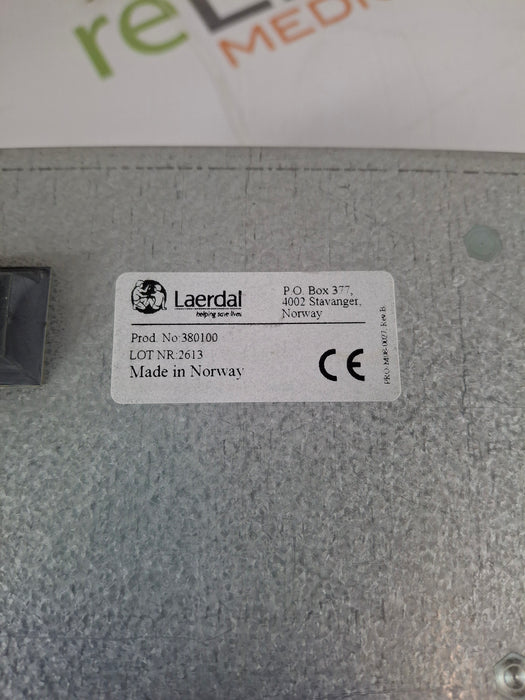 re
MEDIC
Laerdal
helping save lives
P.O. Box 377,
4002 Stavanger,
Norway
Prod. No:380100
LOT NR:2613
Made in Norway
CE